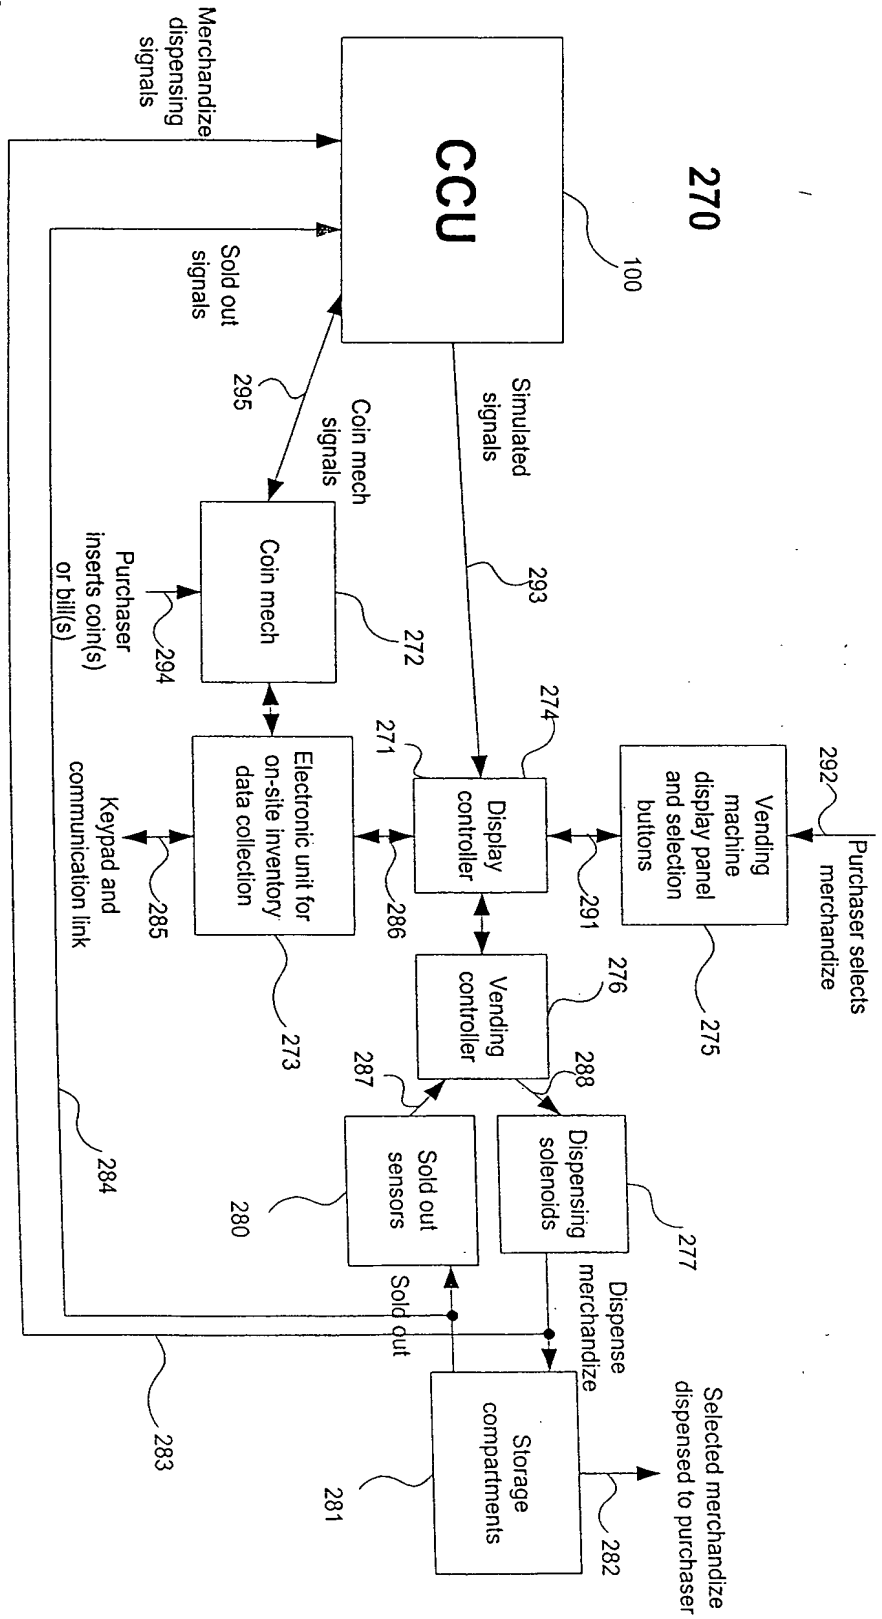 270
CCU
100
Merchandize
dispensing
signals
Sold out
signals
Simulated
signals
293
Coin mech
signals
295
Coin mech
272
Purchaser
inserts coin(s)
or bill(s)
294
292
Purchaser selects
merchandize
Vending
machine
display panel
and selection
buttons
275
274
271
Display
controller
291
286
Electronic unit for
on-site inventory
data collection
273
Keypad and
communication link
285
276
Vending
controller
288
287
Dispensing
solenoids
277
Sold out
sensors
280
Dispense
merchandize
Sold out
Storage
compartments
281
282
Selected merchandize
dispensed to purchaser
284
283